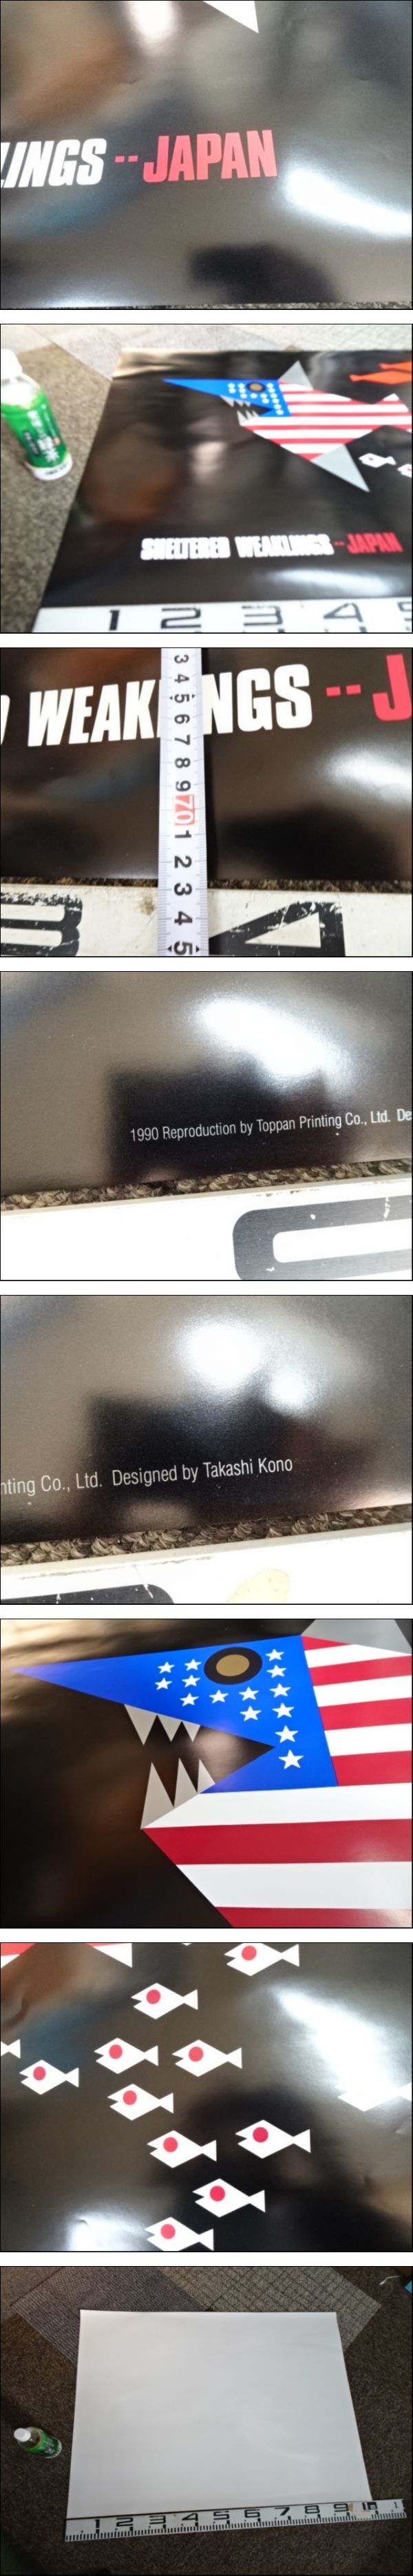 LINGS--JAPAN
SHELTERED WEAKLINGS--JAPAN
1 2 3 4
WEAK NGS--J
3 4 5 6 7 8 9 70 1 2 3 4 5
1990 Reproduction by Toppan Printing Co., Ltd. De
nting Co., Ltd. Designed by Takashi Kono
1 2 3 4 5 6 7 8 9